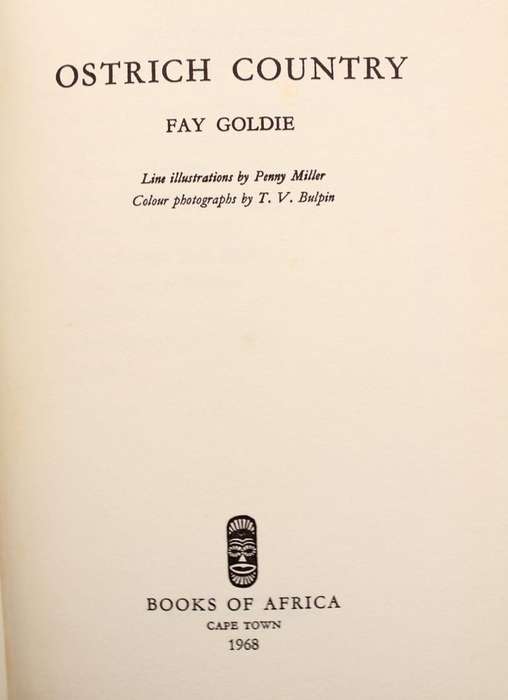 OSTRICH COUNTRY
FAY GOLDIE
Line illustrations by Penny Miller
Colour photographs by T. V. Bulpin
BOOKS OF AFRICA
CAPE TOWN
1968